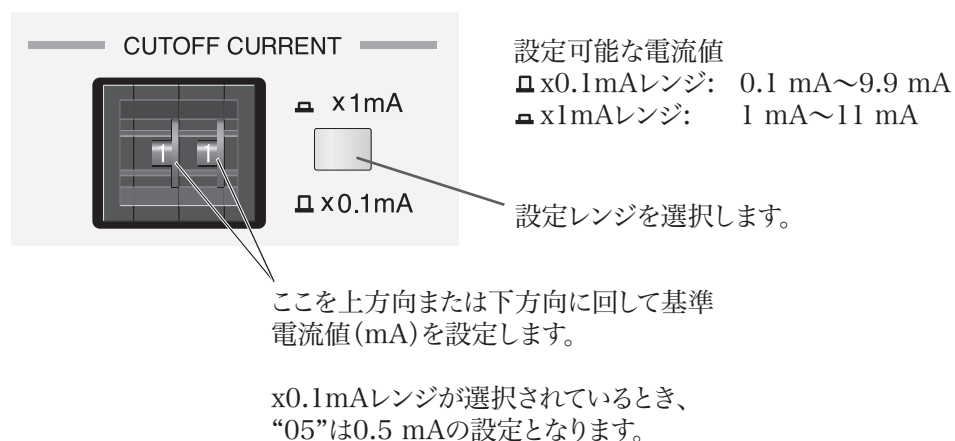 CUTOFF CURRENT
x1mA
1 1
x0.1mA
設定可能な電流値
x0.1mAレンジ: 0.1 mA～9.9 mA
x1mAレンジ: 1 mA～11 mA
設定レンジを選択します。
ここを上方向または下方向に回して基準
電流値(mA)を設定します。
x0.1mAレンジが選択されているとき、
“05”は0.5 mAの設定となります。